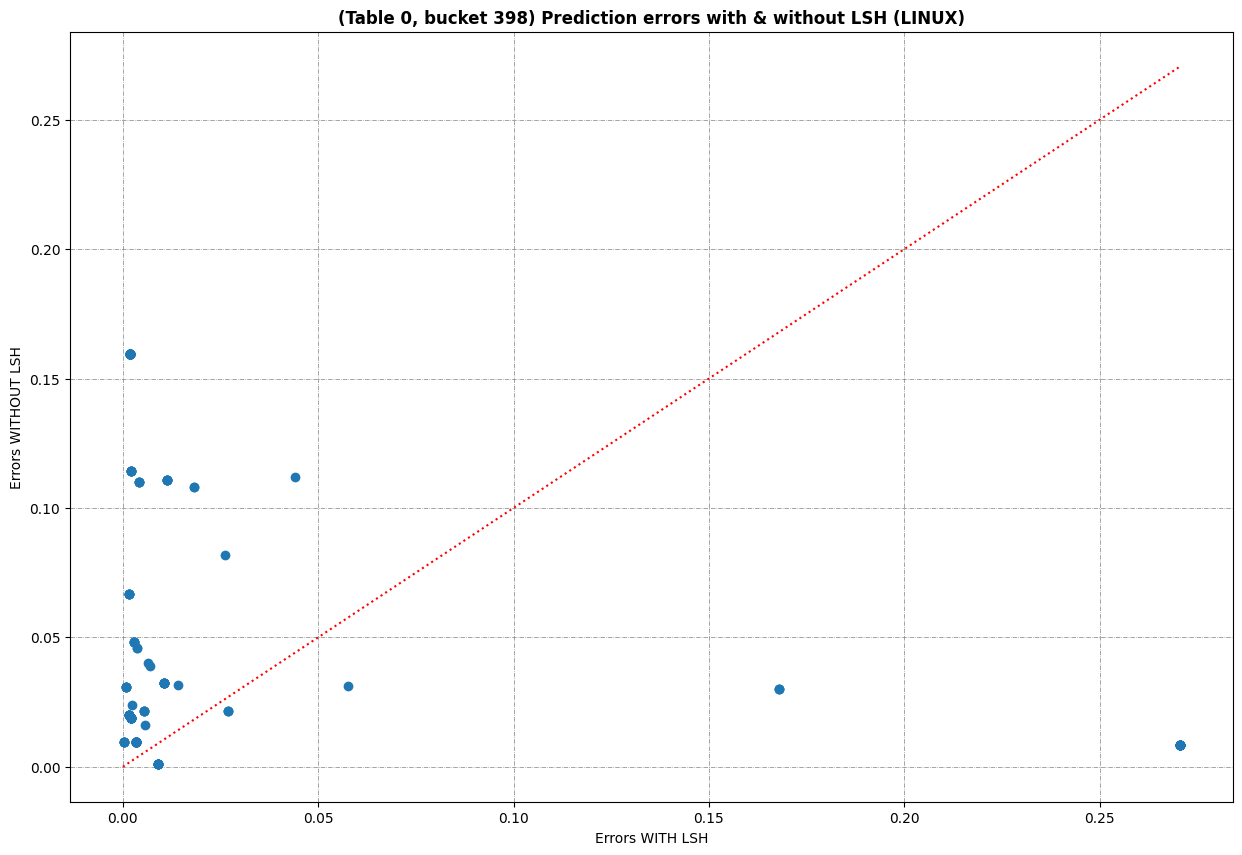 (Table 0, bucket 398) Prediction errors with & without LSH (LINUX)
Errors WITHOUT LSH
0.25
0.20
0.15
0.10
0.05
0.00
0.00 0.05 0.10 0.15 0.20 0.25
Errors WITH LSH